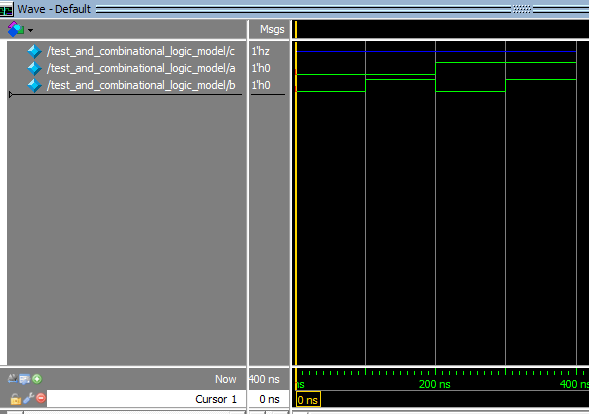 Wave - Default
Msgs
/test_and_combinational_logic_model/c 1'hz
/test_and_combinational_logic_model/a 1'h0
/test_and_combinational_logic_model/b 1'h0
Now 400 ns ns 200 ns 400 n
Cursor 1 0 ns 0 ns